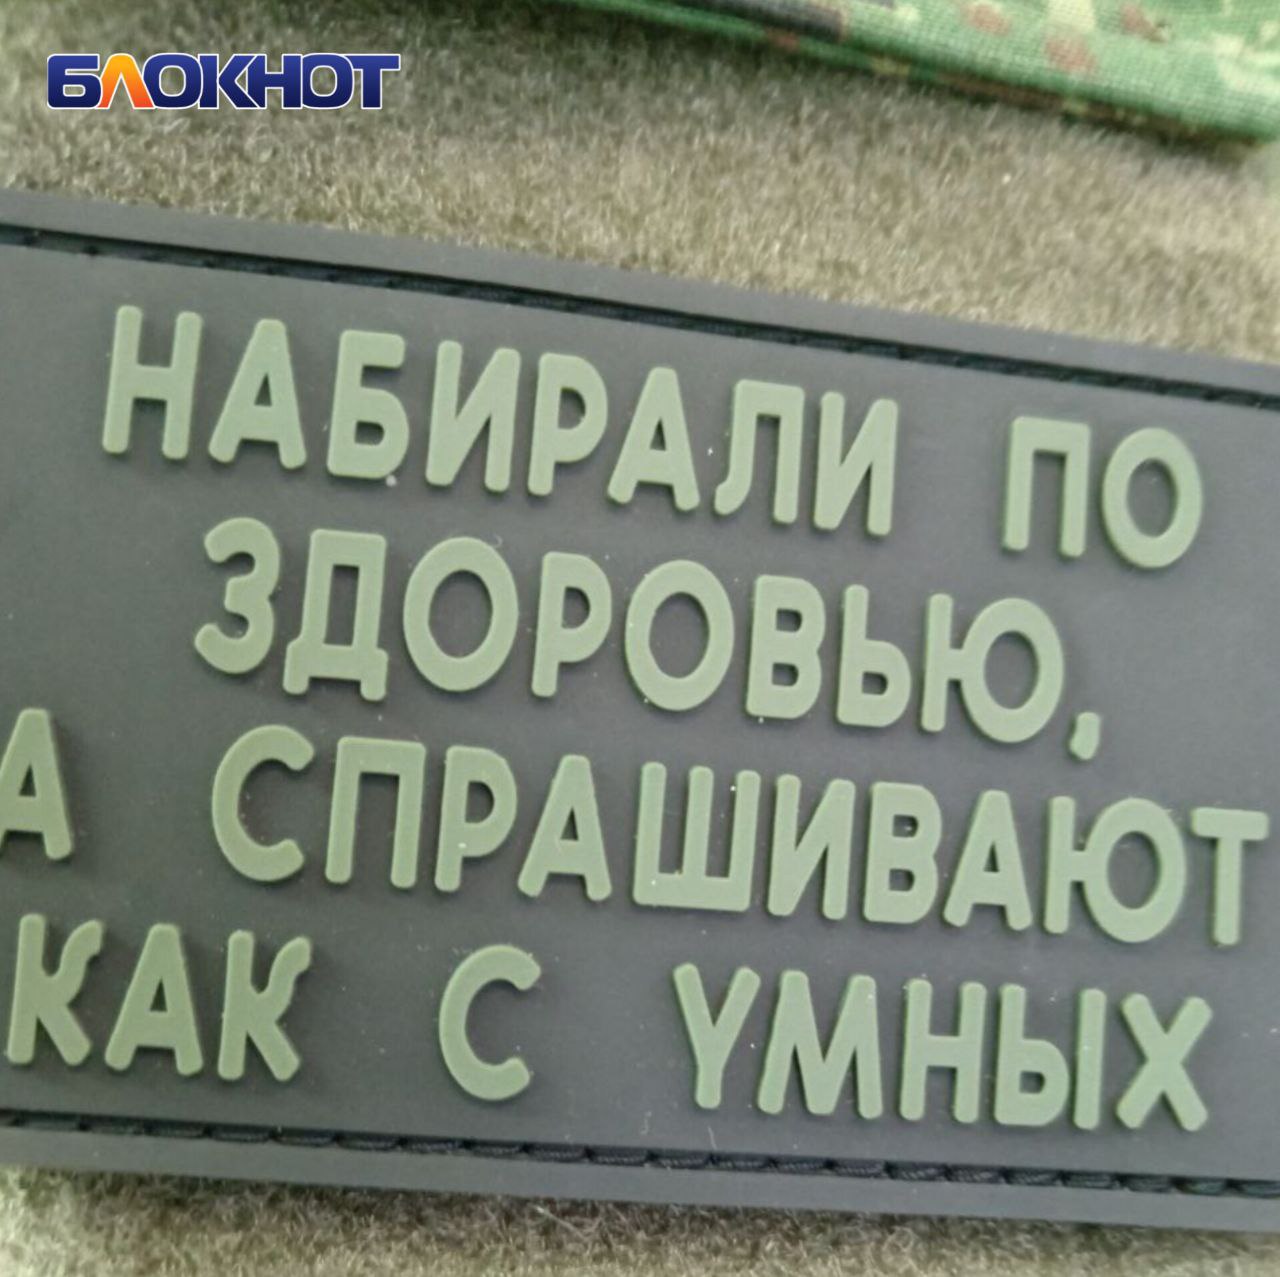 БЛОКНОТ
НАБИРАЛИ ПО
ЗДОРОВЬЮ,
А СПРАШИВАЮТ
КАК С УМНЫХ